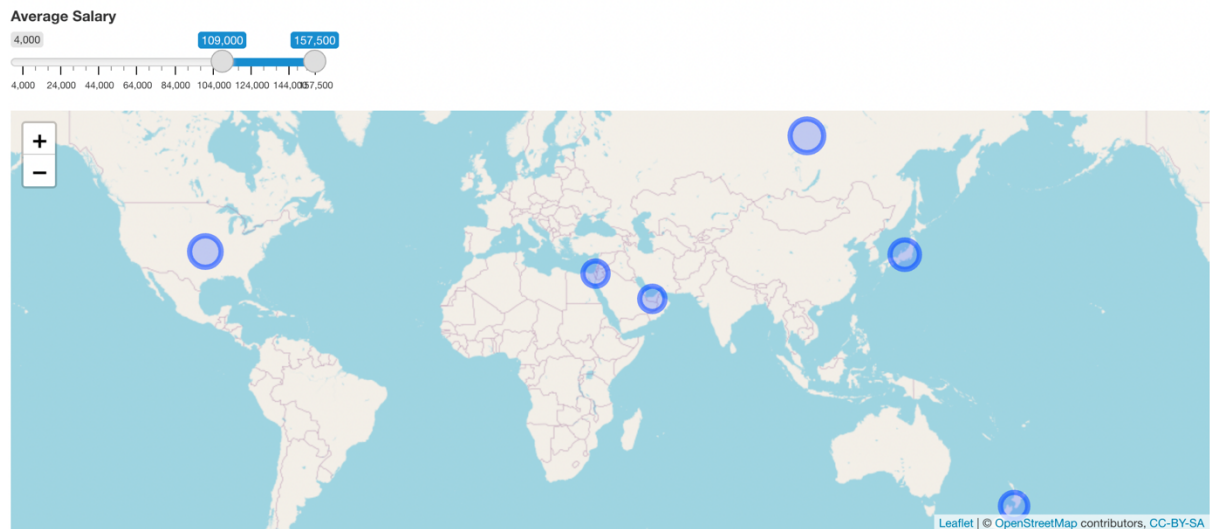 Average Salary
4,000 109,000 157,500
4,000 24,000 44,000 64,000 84,000 104,000 124,000 144,000 157,500
+
−
Leaflet | © OpenStreetMap contributors, CC-BY-SA